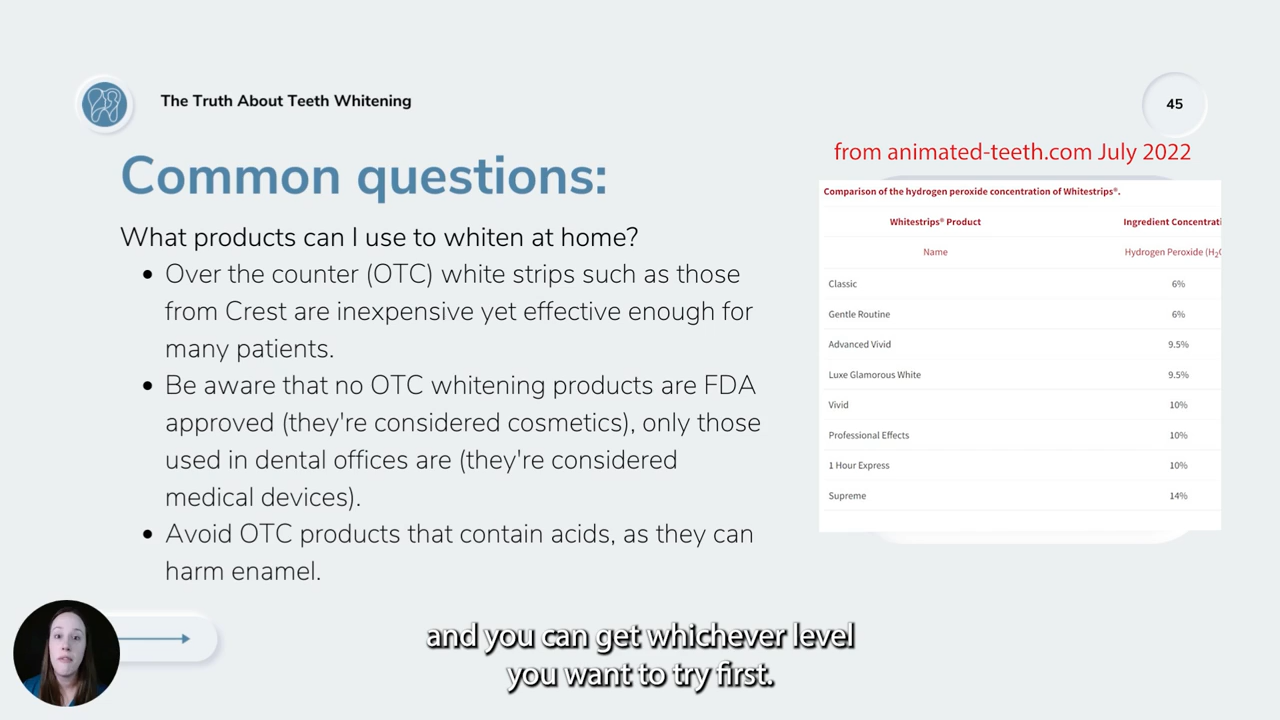 The Truth About Teeth Whitening
45
Common questions:
What products can I use to whiten at home?
• Over the counter (OTC) white strips such as those
from Crest are inexpensive yet effective enough for
many patients.
• Be aware that no OTC whitening products are FDA
approved (they're considered cosmetics), only those
used in dental offices are (they're considered
medical devices).
• Avoid OTC products that contain acids, as they can
harm enamel.
from animated-teeth.com July 2022
Comparison of the hydrogen peroxide concentration of Whitestrips®.
Whitestrips® Product Ingredient Concentrati
Name Hydrogen Peroxide (H₂O
Classic 6%
Gentle Routine 6%
Advanced Vivid 9.5%
Luxe Glamorous White 9.5%
Vivid 10%
Professional Effects 10%
1 Hour Express 10%
Supreme 14%
and you can get whichever level
you want to try first.